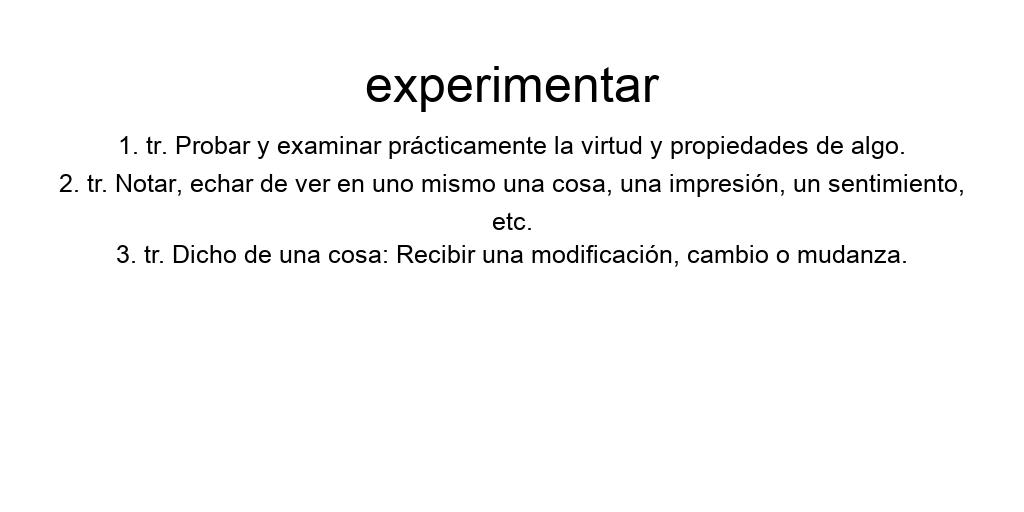 experimentar
1. tr. Probar y examinar prácticamente la virtud y propiedades de algo.
2. tr. Notar, echar de ver en uno mismo una cosa, una impresión, un sentimiento,
etc.
3. tr. Dicho de una cosa: Recibir una modificación, cambio o mudanza.